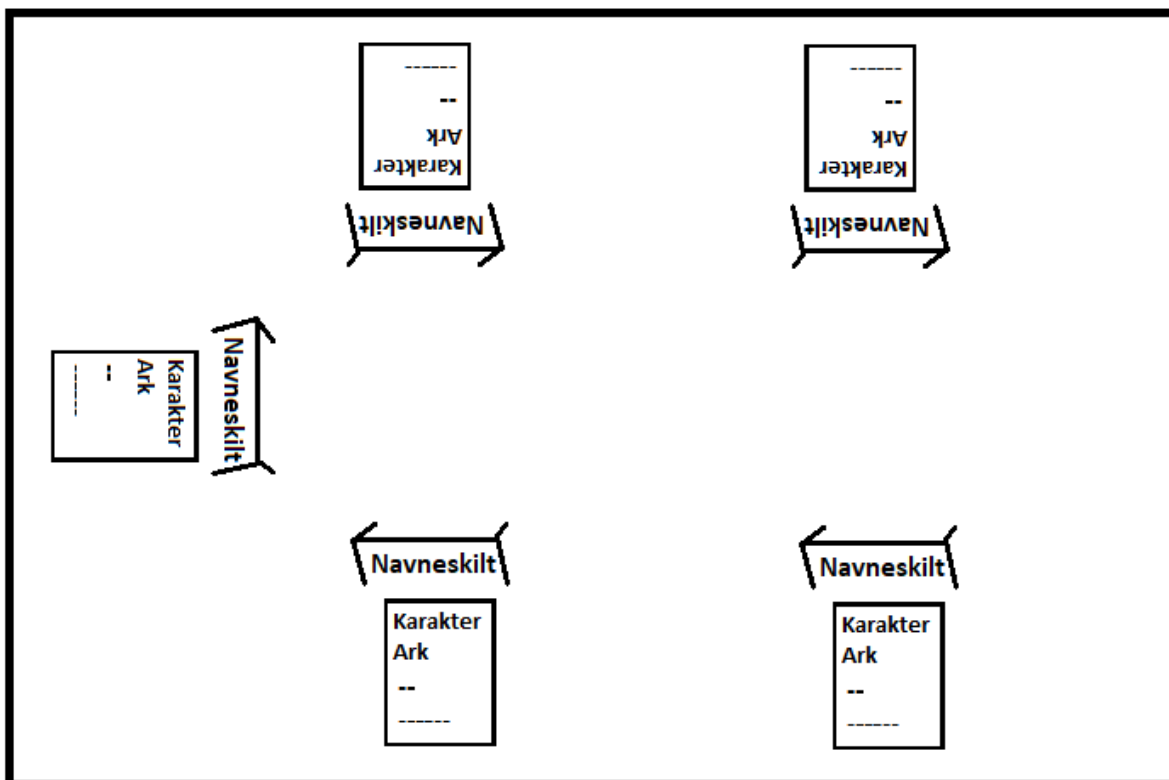 Karakter
Ark
--
------
Navneskilt
Karakter
Ark
--
------
Navneskilt
Navneskilt
Karakter
Ark
--
------
Navneskilt
Karakter
Ark
--
------
Navneskilt
Karakter
Ark
--
------